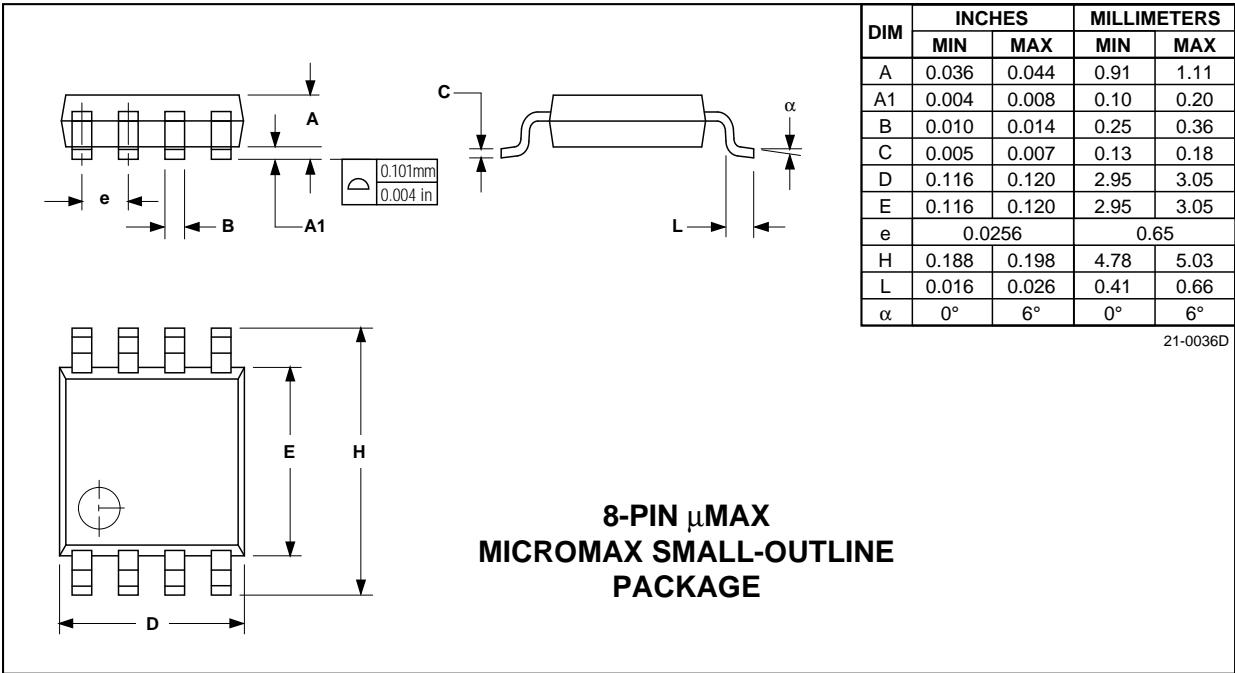 DIM INCHES MILLIMETERS
MIN MAX MIN MAX
A 0.036 0.044 0.91 1.11
A1 0.004 0.008 0.10 0.20
B 0.010 0.014 0.25 0.36
C 0.005 0.007 0.13 0.18
D 0.116 0.120 2.95 3.05
E 0.116 0.120 2.95 3.05
e 0.0256 0.65
H 0.188 0.198 4.78 5.03
L 0.016 0.026 0.41 0.66
α 0° 6° 0° 6°
21-0036D
A
C
α
0.101mm
0.004 in
e
B
A1
L
E
H
D
8-PIN µMAX
MICROMAX SMALL-OUTLINE
PACKAGE